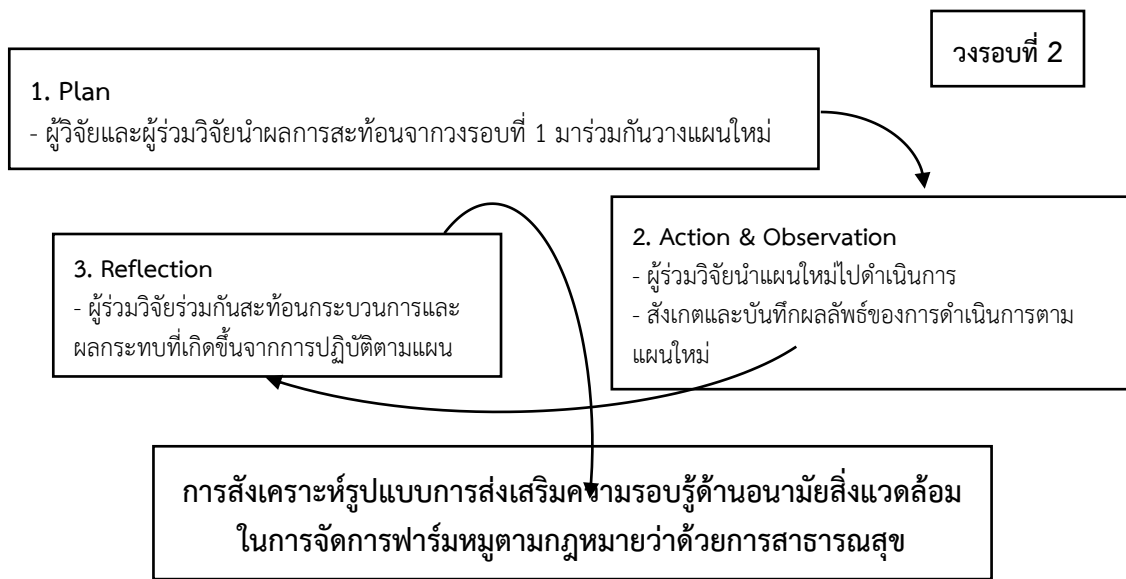 วงรอบที่ 2
1. Plan
- ผู้วิจัยและผู้ร่วมวิจัยนำผลการสะท้อนจากวงรอบที่ 1 มาร่วมกันวางแผนใหม่
2. Action & Observation
- ผู้ร่วมวิจัยนำแผนใหม่ไปดำเนินการ
- สังเกตและบันทึกผลลัพธ์ของการดำเนินการตาม
แผนใหม่
3. Reflection
- ผู้ร่วมวิจัยร่วมกันสะท้อนกระบวนการและ
ผลกระทบที่เกิดขึ้นจากการปฏิบัติตามแผน
การสังเคราะห์รูปแบบการส่งเสริมความรอบรู้ด้านอนามัยสิ่งแวดล้อม
ในการจัดการฟาร์มหมูตามกฎหมายว่าด้วยการสาธารณสุข